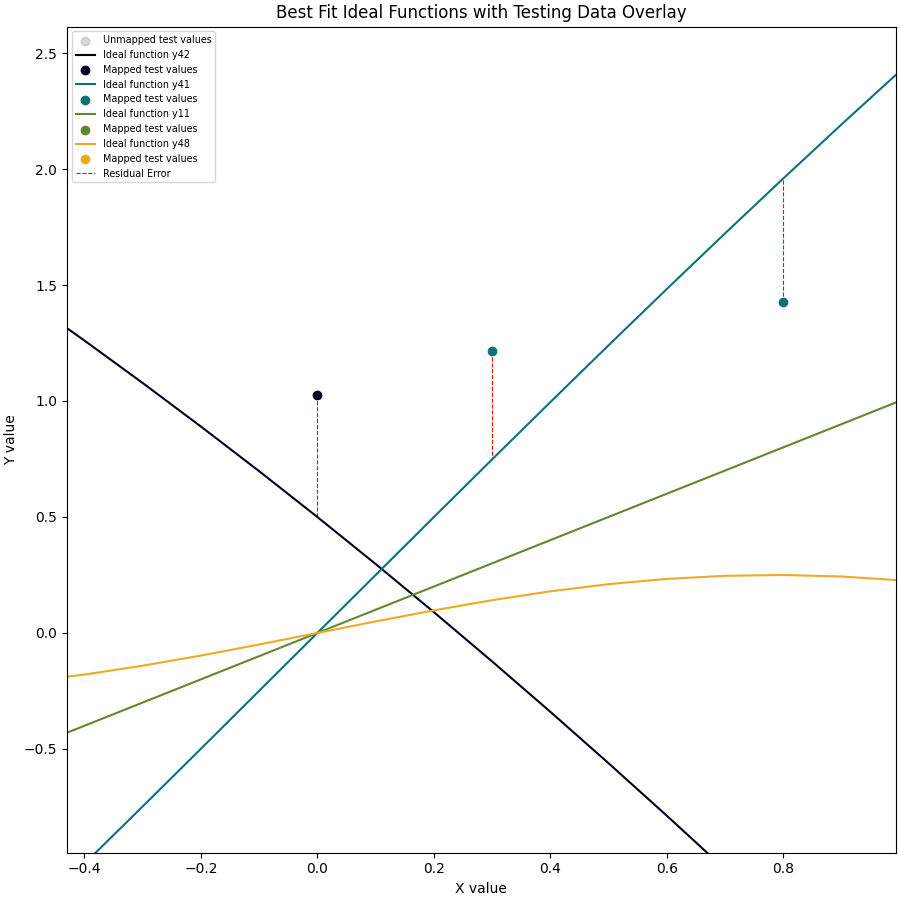 Best Fit Ideal Functions with Testing Data Overlay
Unmapped test values
Ideal function y42
Mapped test values
Ideal function y41
Mapped test values
Ideal function y11
Mapped test values
Ideal function y48
Mapped test values
Residual Error
2.5
2.0
1.5
1.0
0.5
0.0
−0.5
Y value
−0.4 −0.2 0.0 0.2 0.4 0.6 0.8
X value